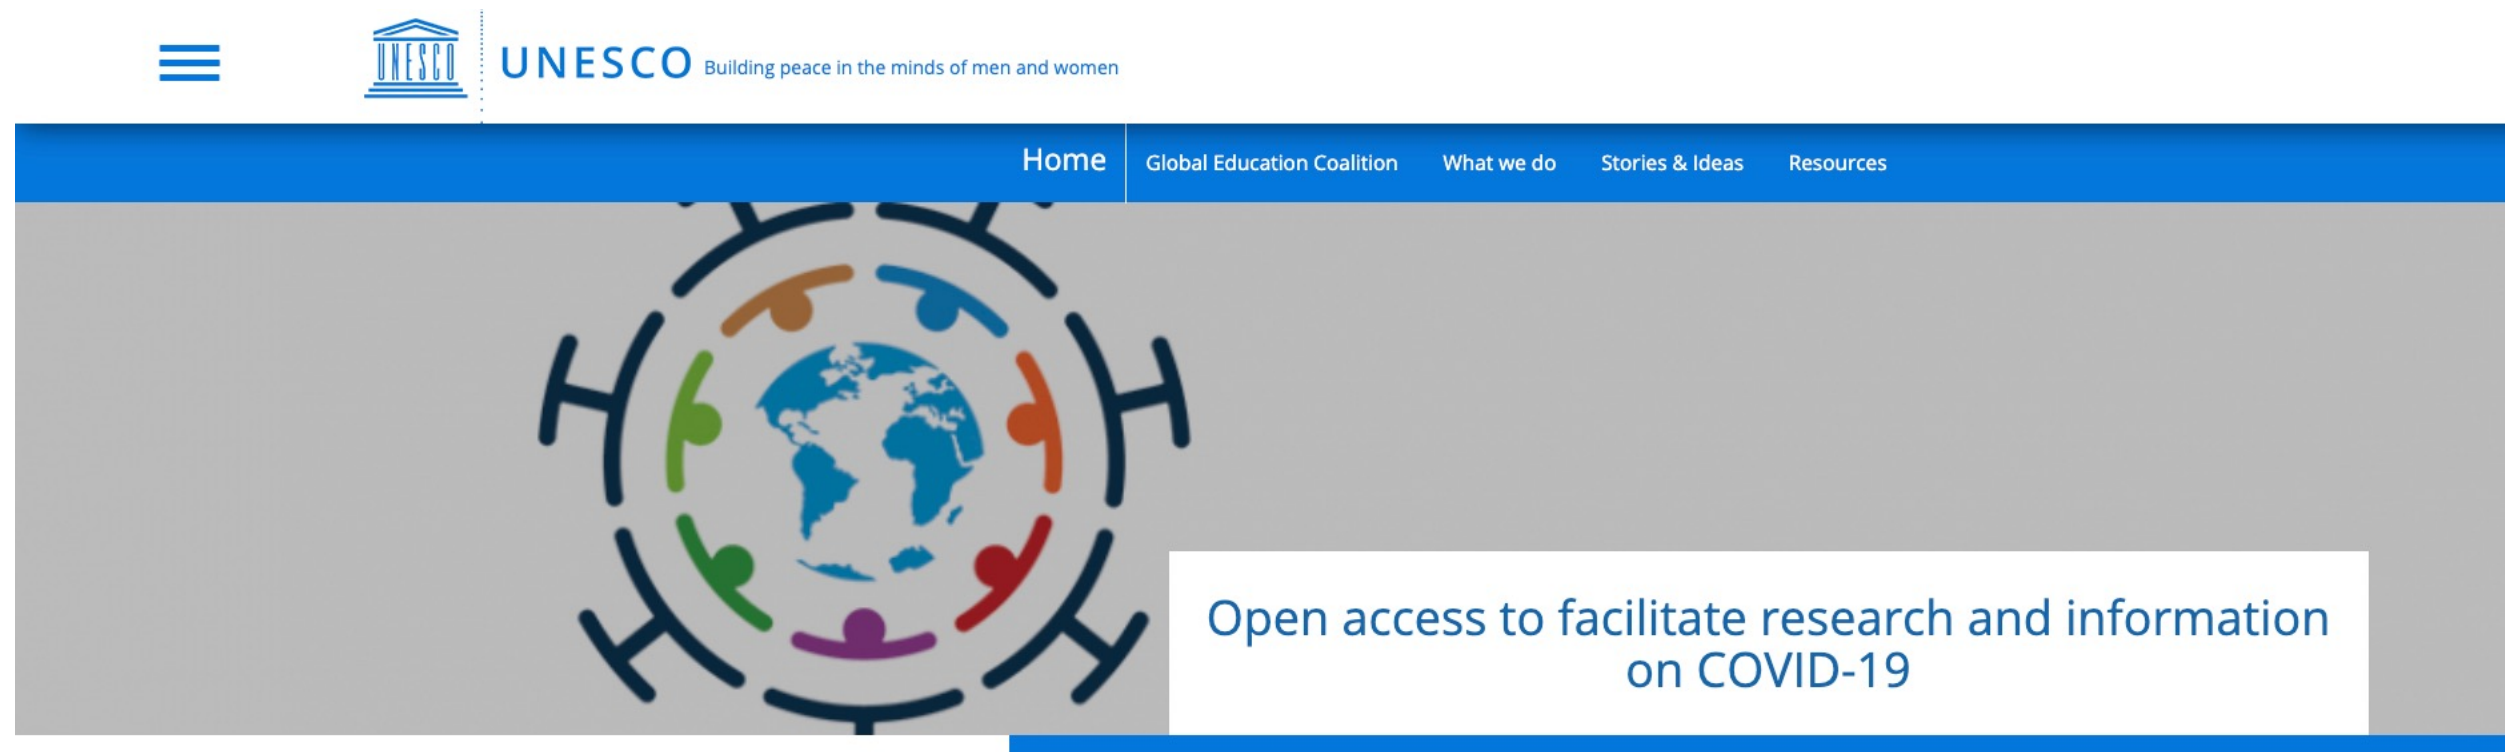 UNESCO
UNESCO Building peace in the minds of men and women
Home Global Education Coalition What we do Stories & Ideas Resources
Open access to facilitate research and information
on COVID-19